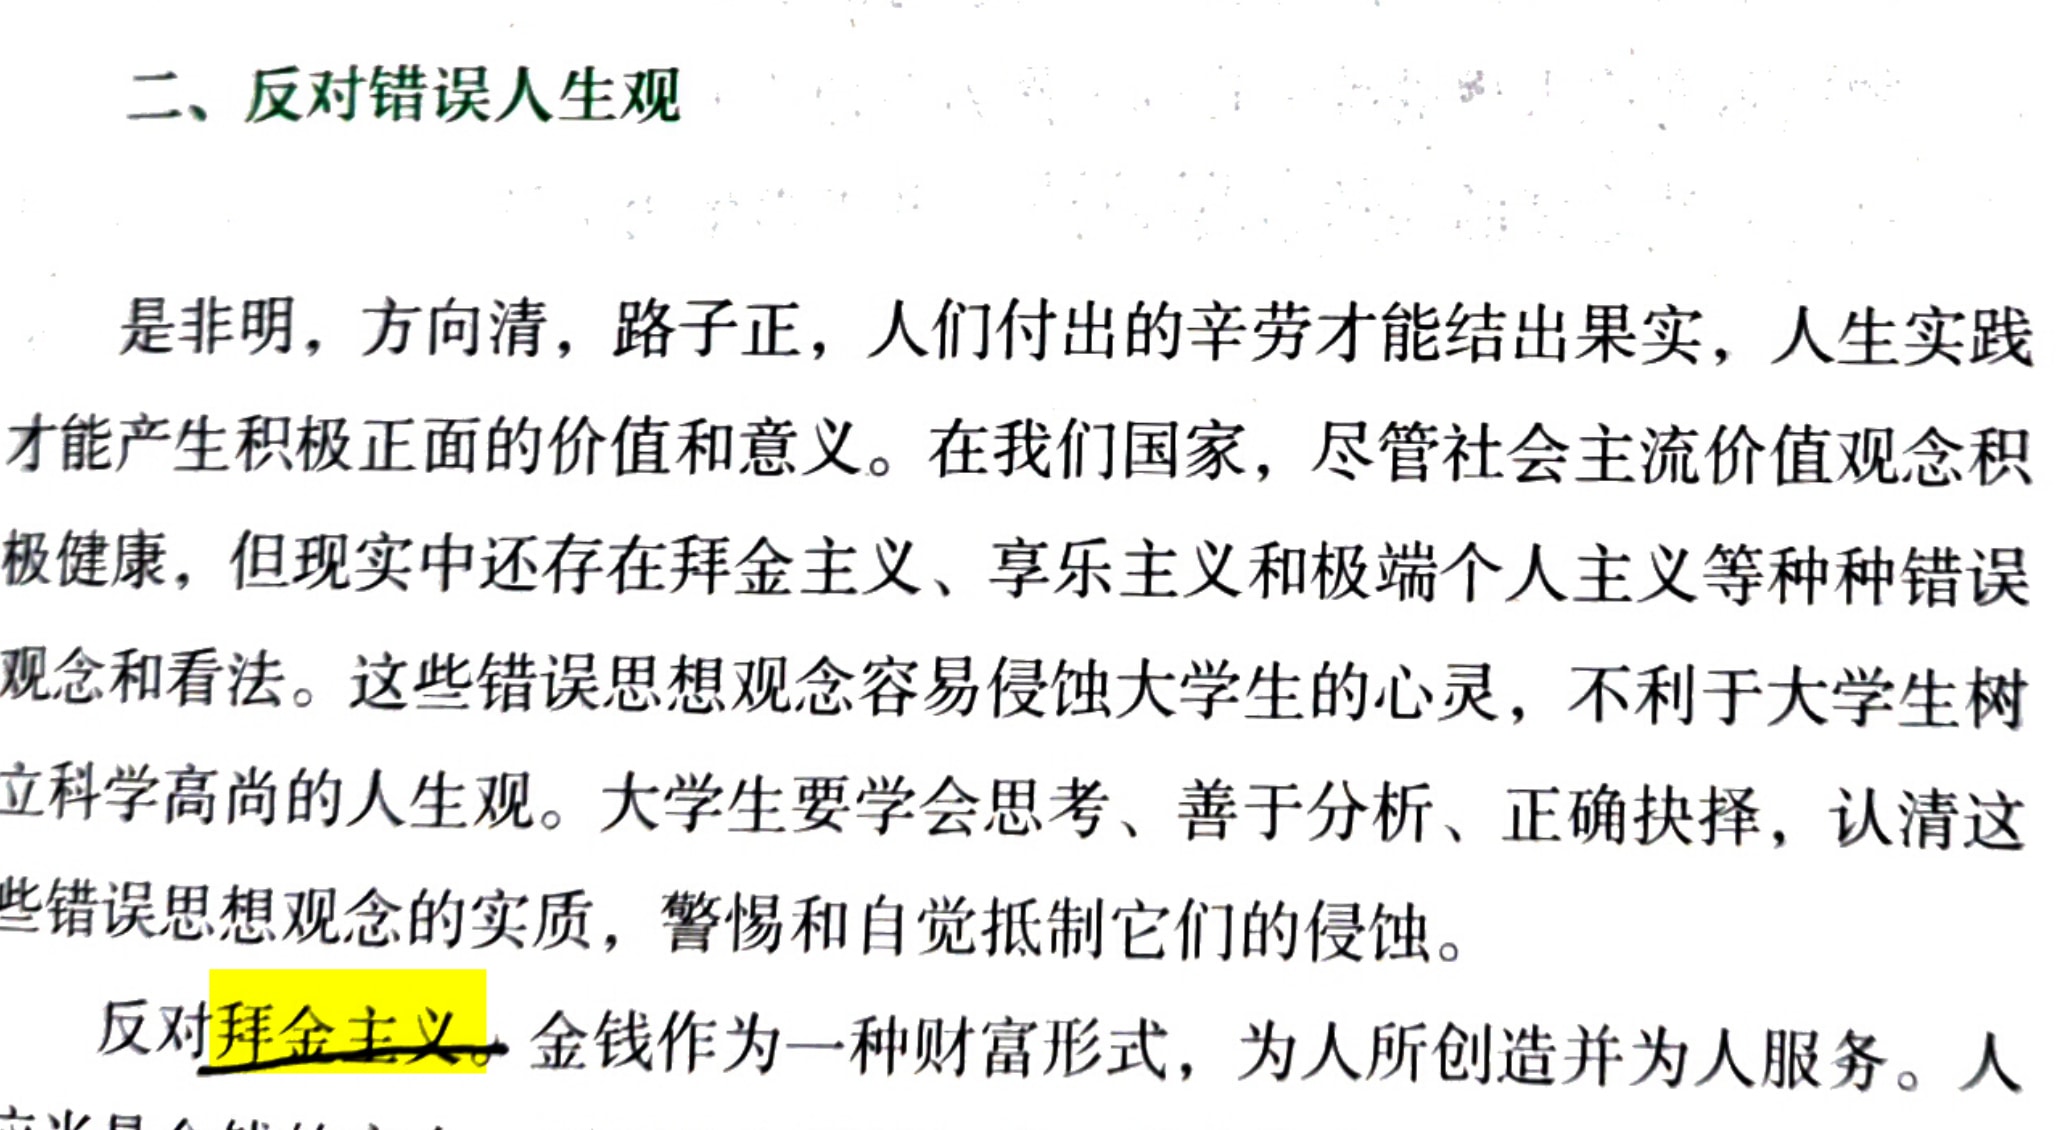 二、反对错误人生观
是非明，方向清，路子正，人们付出的辛劳才能结出果实，人生实践
才能产生积极正面的价值和意义。在我们国家，尽管社会主流价值观念积
极健康，但现实中还存在拜金主义、享乐主义和极端个人主义等种种错误
观念和看法。这些错误思想观念容易侵蚀大学生的心灵，不利于大学生树
立科学高尚的人生观。大学生要学会思考、善于分析、正确抉择，认清这
些错误思想观念的实质，警惕和自觉抵制它们的侵蚀。
反对拜金主义。金钱作为一种财富形式，为人所创造并为人服务。人